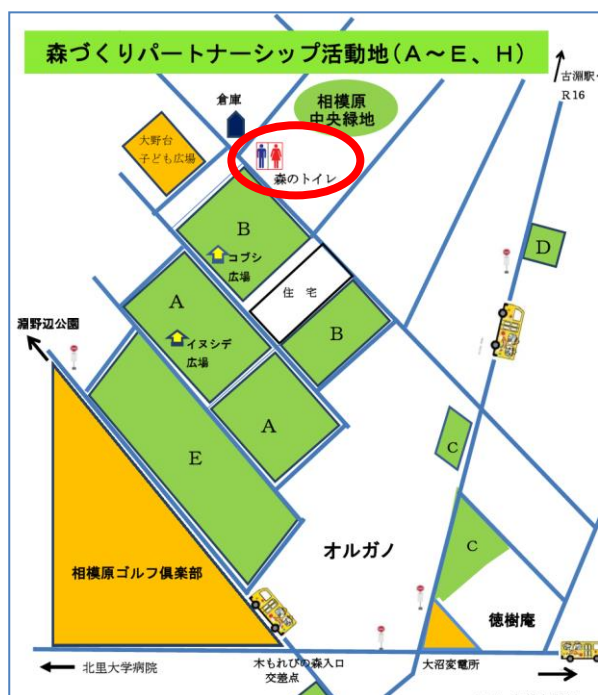 森づくりパートナーシップ活動地(A～E、H)
古淵駅・
R16
倉庫
相模原
中央緑地
大野台
子ども広場
森のトイレ
B
D
コブシ
広場
住 宅
A
淵野辺公園
イヌシデ
広場
B
A
C
E
オルガノ
C
相模原ゴルフ倶楽部
徳樹庵
北里大学病院
木もれびの森入口
交差点
大沼変電所